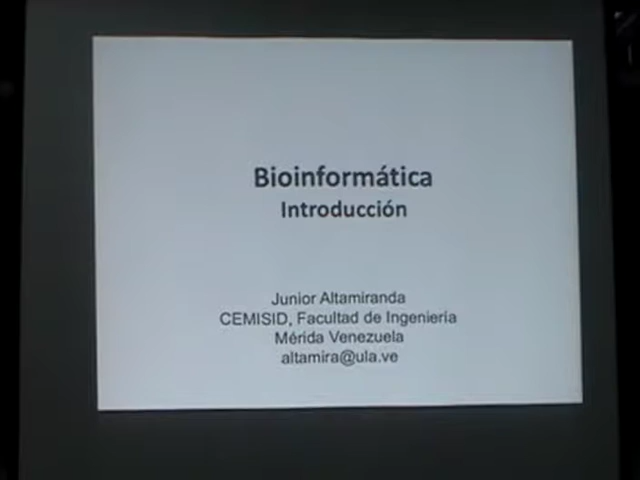 Bioinformática
Introducción
Junior Altamiranda
CEMISID, Facultad de Ingeniería
Mérida Venezuela
altamira@ula.ve